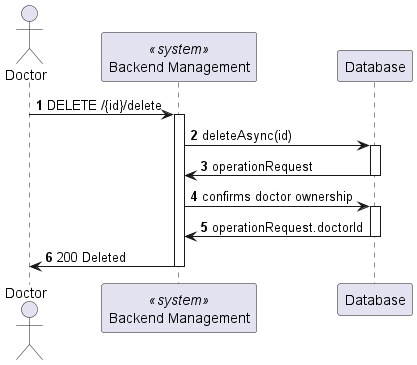 Doctor
«system»
Backend Management
Database
1 DELETE /{id}/delete
2 deleteAsync(id)
3 operationRequest
4 confirms doctor ownership
5 operationRequest.doctorId
6 200 Deleted
Doctor
«system»
Backend Management
Database